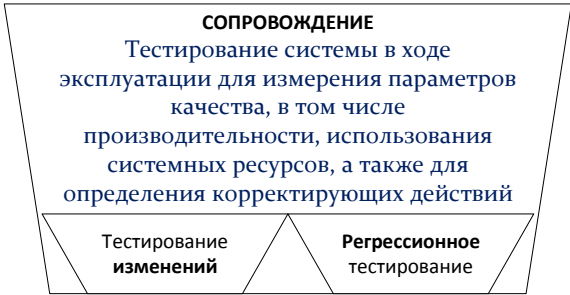 СОПРОВОЖДЕНИЕ
Тестирование системы в ходе
эксплуатации для измерения параметров
качества, в том числе
производительности, использования
системных ресурсов, а также для
определения корректирующих действий
Тестирование
изменений
Регрессионное
тестирование